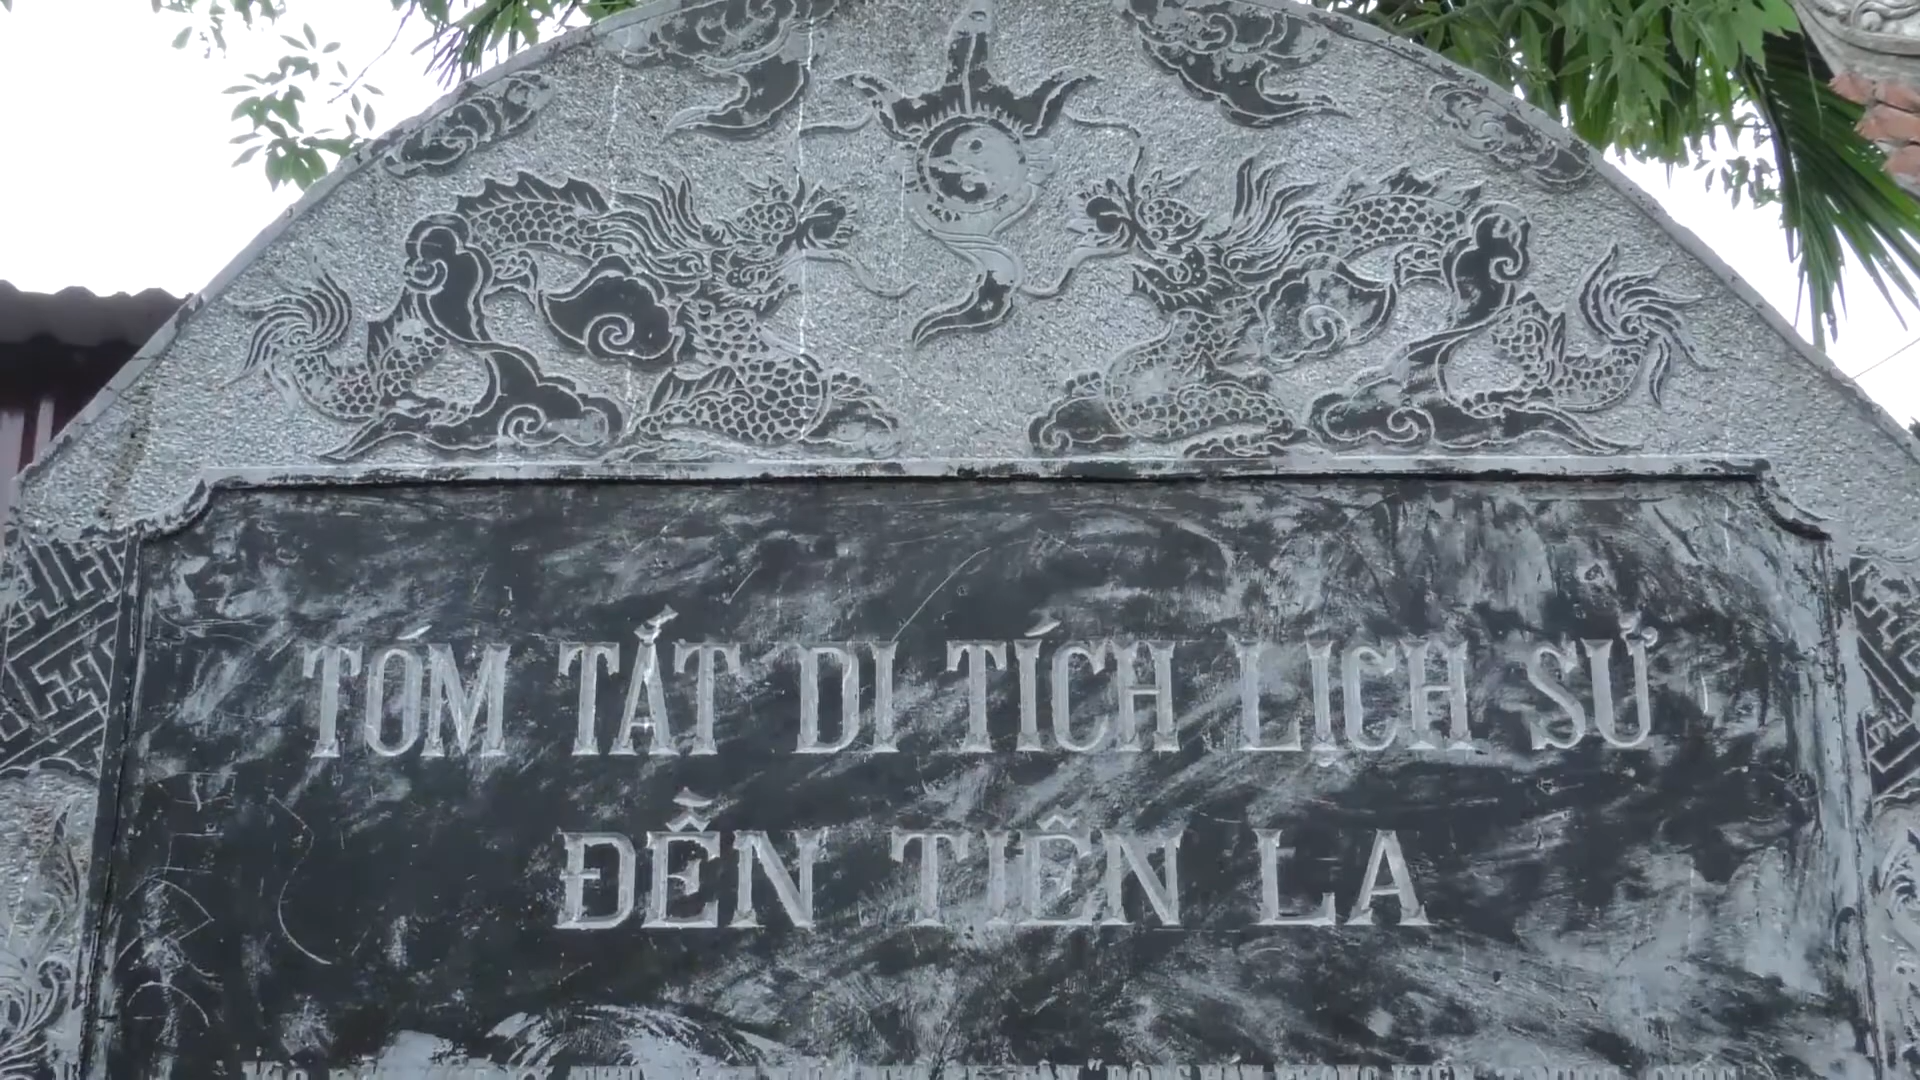 TÓM TẮT DI TÍCH LỊCH SỬ
ĐỀN TIÊN LA